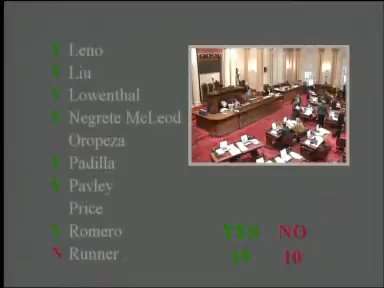 Y Leno
Y Liu
Y Lowenthal
Y Negrete McLeod
Oropeza
Y Padilla
Y Pavley
Price
Y Romero
N Runner
YES NO
19 10